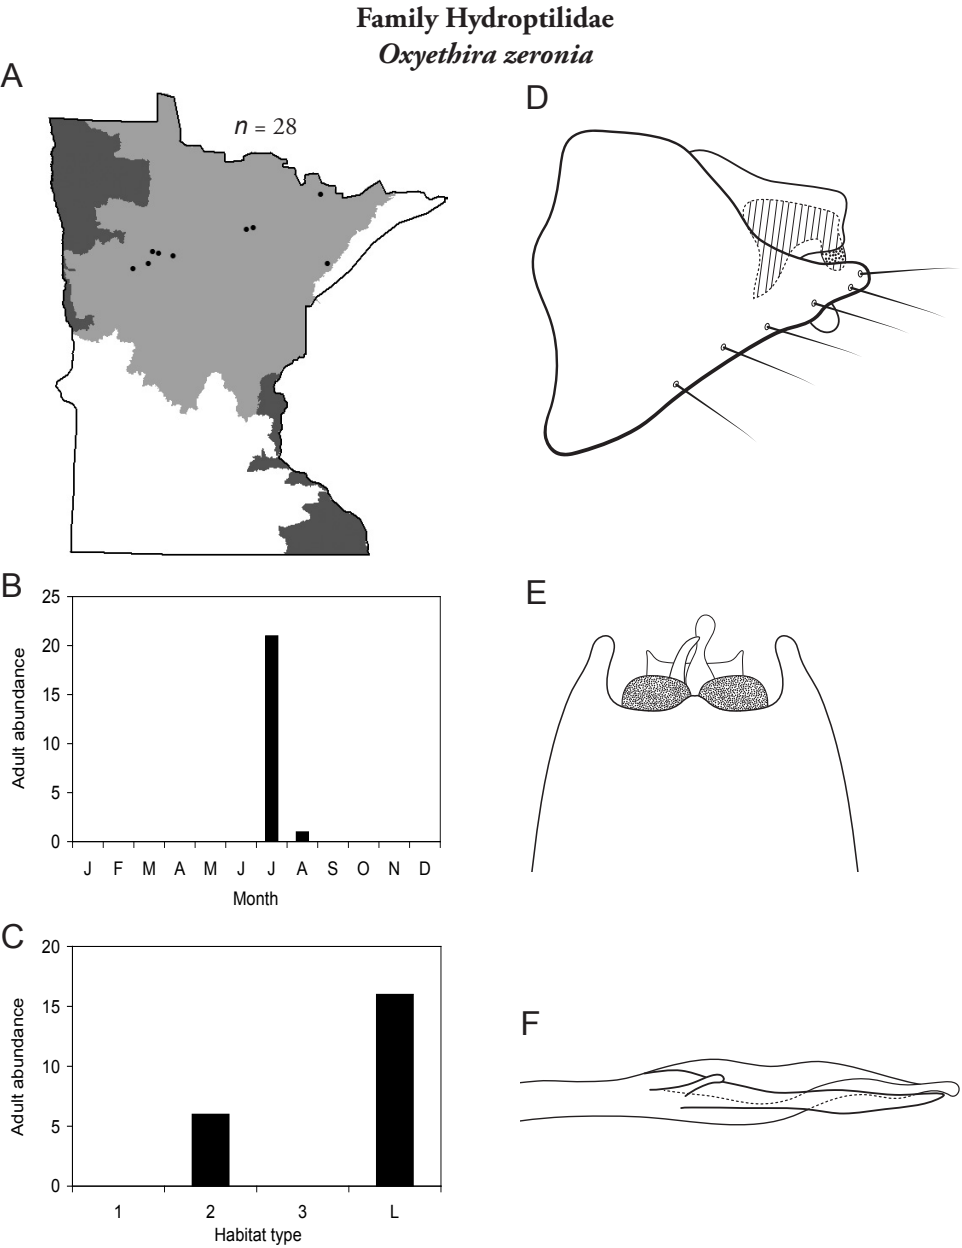 Family Hydroptilidae
Oxyethira zeronia
A
n = 28
B
25
20
15
10
5
0
Adult abundance
J F M A M J J A S O N D
Month
C
20
15
10
5
0
Adult abundance
1 2 3 L
Habitat type
D
E
F